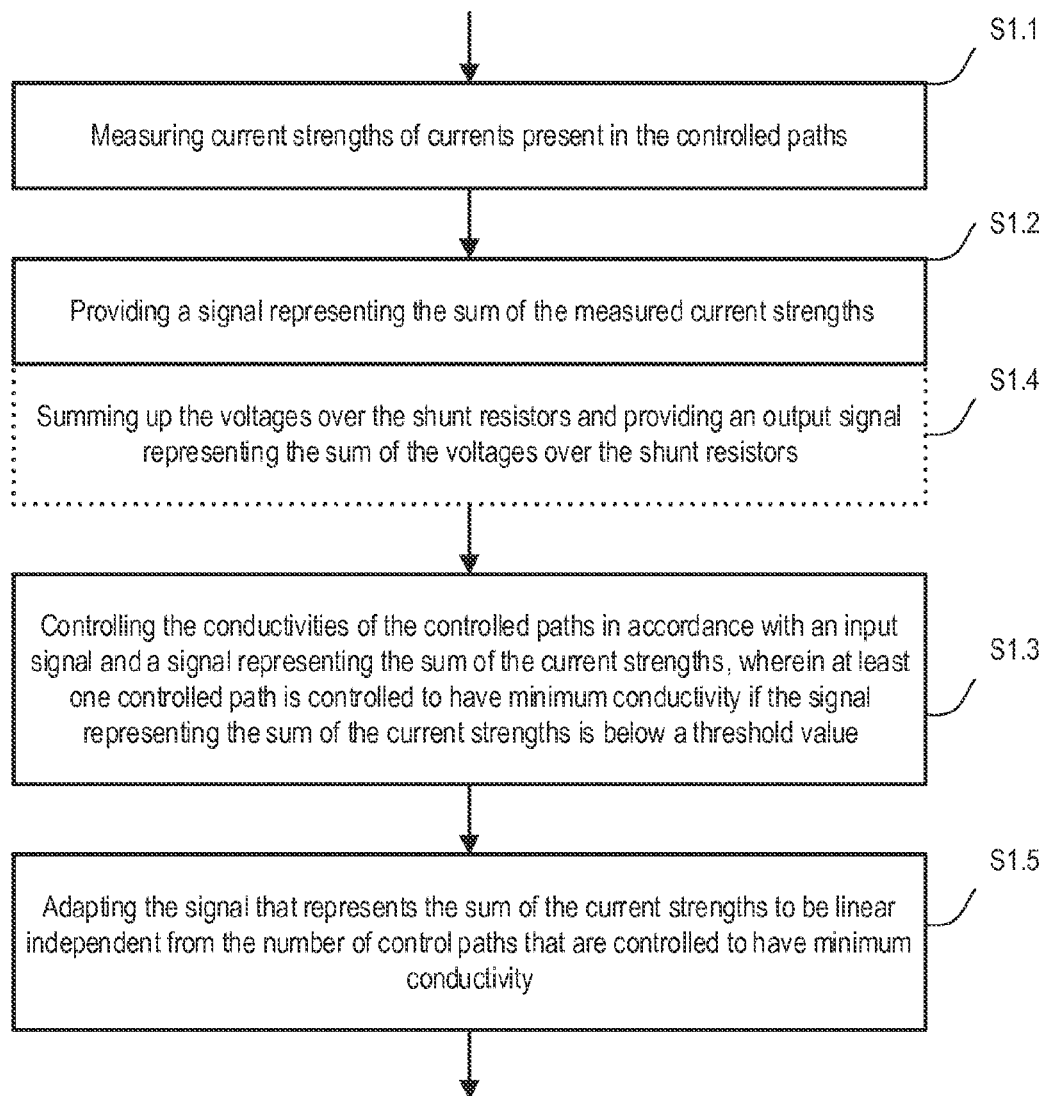 S1.1
Measuring current strengths of currents present in the controlled paths
S1.2
Providing a signal representing the sum of the measured current strengths
S1.4
Summing up the voltages over the shunt resistors and providing an output signal
representing the sum of the voltages over the shunt resistors
Controlling the conductivities of the controlled paths in accordance with an input
signal and a signal representing the sum of the current strengths, wherein at least
one controlled path is controlled to have minimum conductivity if the signal
representing the sum of the current strengths is below a threshold value
S1.3
S1.5
Adapting the signal that represents the sum of the current strengths to be linear
independent from the number of control paths that are controlled to have minimum
conductivity